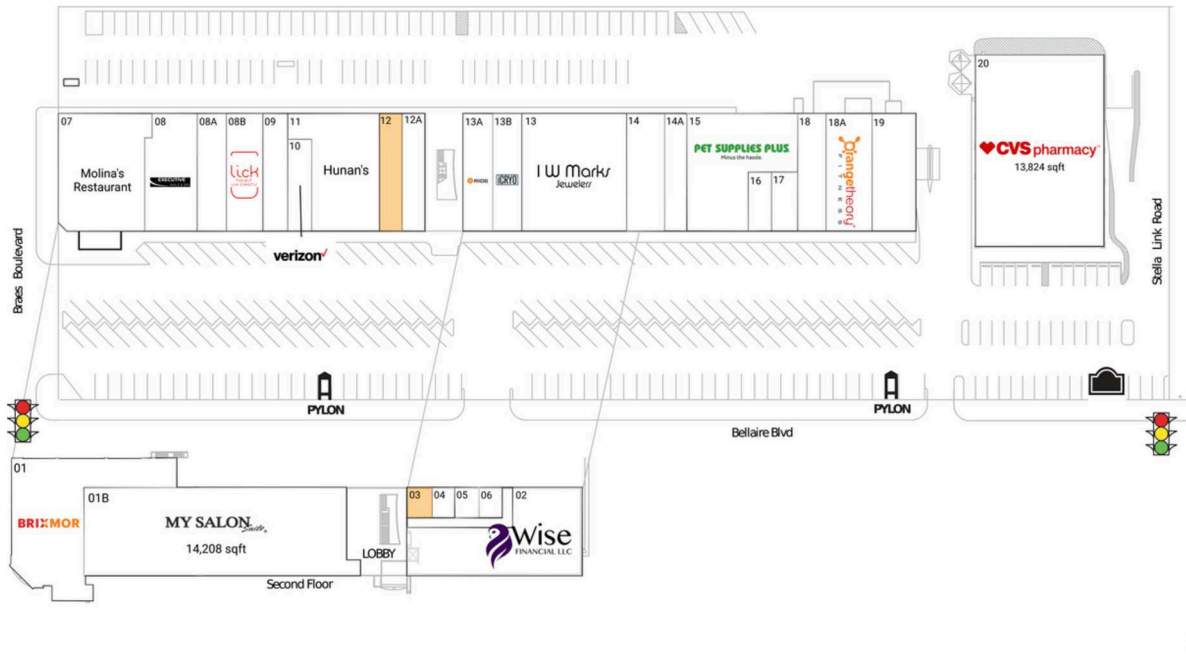 20
07
08
08A
08B
09
11
12
12A
13A
13B
13
14
14A
15
18
18A
19
10
16
17
Molina's
Restaurant
EXECUTIVE
Lick
Hunan's
RIDE
iCRYO
I W Marks
Jewelers
PET SUPPLIES PLUS
Minus the hassle.
Orangetheory
FITNESS
CVS pharmacy
13,824 sqft
verizon
Braes Boulevard
Stella Link Road
PYLON
PYLON
Bellaire Blvd
01
01B
03
04
05
06
02
BRIXMOR
MY SALON
Suite
14,208 sqft
LOBBY
Wise
FINANCIAL LLC
Second Floor